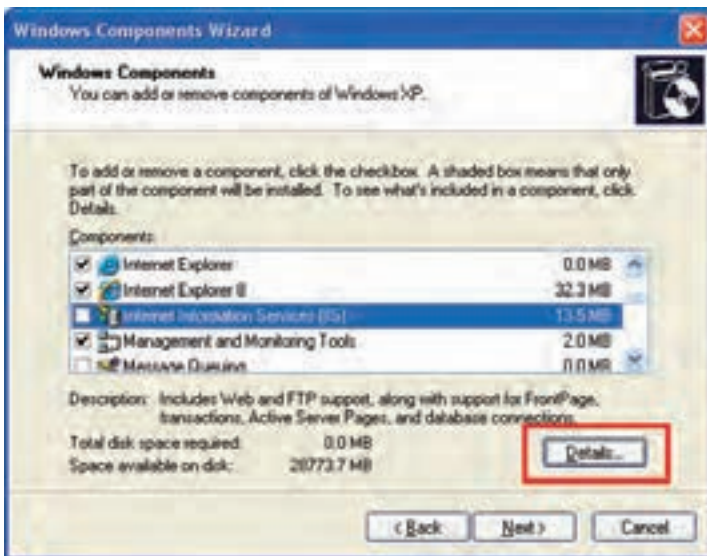 Windows Components Wizard
Windows Components
You can add or remove components of Windows XP.
To add or remove a component, click the checkbox. A shaded box means that only
part of the component will be installed. To see what's included in a component, click
Details.
Components:
Internet Explorer 0.0 MB
Internet Explorer 8 32.3 MB
Internet Information Services (IIS) 13.5 MB
Management and Monitoring Tools 2.0 MB
Message Queuing 0.0 MB
Description: Includes Web and FTP support, along with support for FrontPage,
transactions, Active Server Pages, and database connections.
Total disk space required: 0.0 MB
Space available on disk: 28773.7 MB
Details...
< Back Next > Cancel